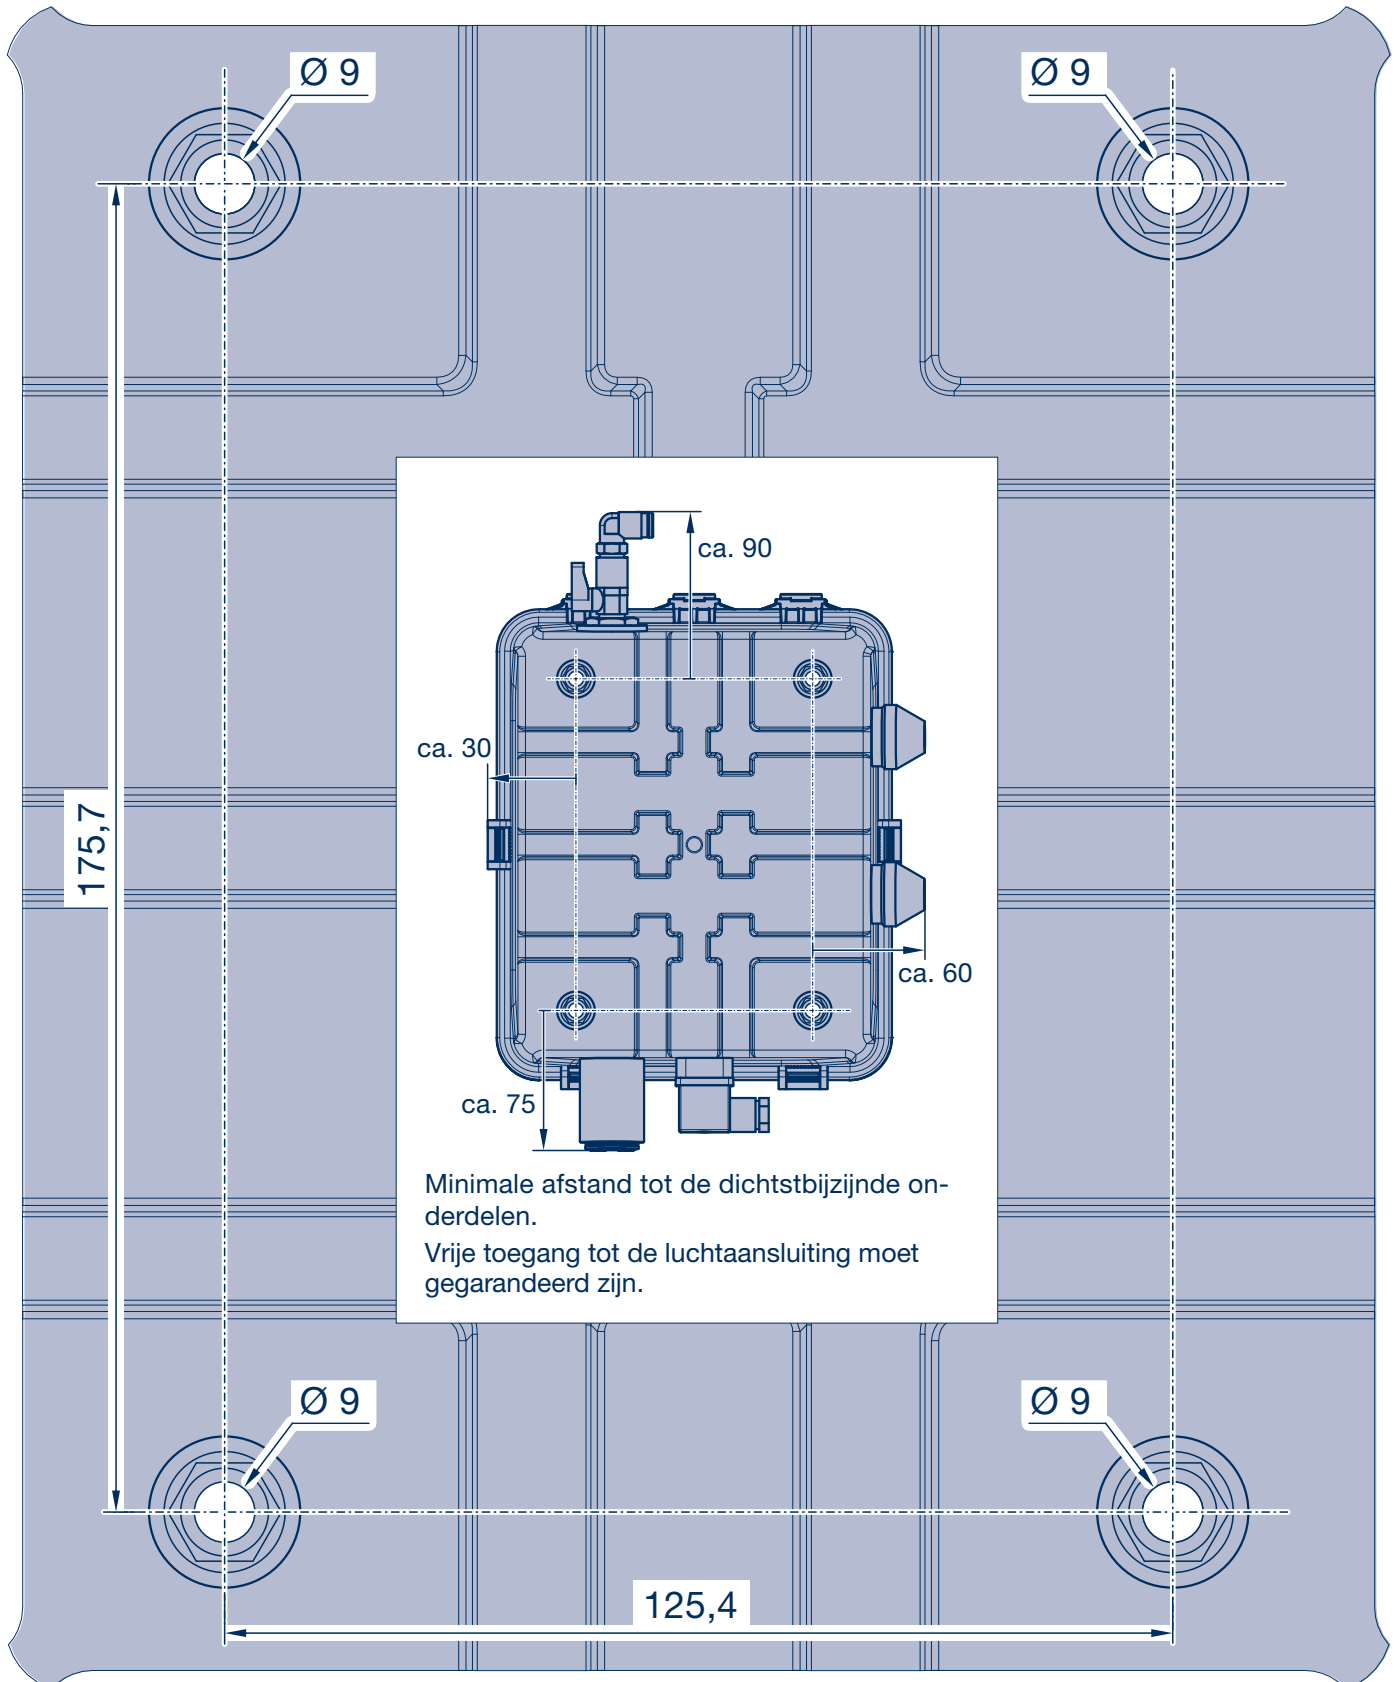 Ø 9
Ø 9
ca. 90
ca. 30
175,7
ca. 60
ca. 75
Minimale afstand tot de dichtstbijzijnde on-
derdelen.
Vrije toegang tot de luchtaansluiting moet
gegarandeerd zijn.
Ø 9
Ø 9
125,4